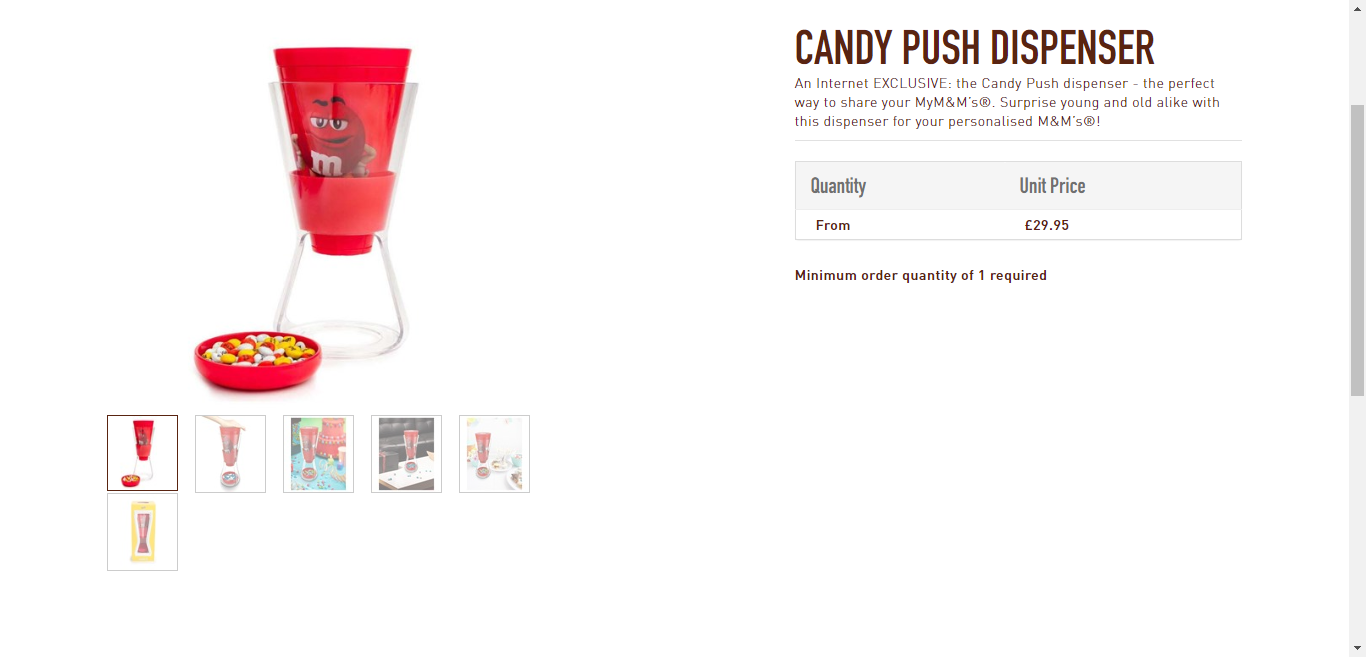 CANDY PUSH DISPENSER
An Internet EXCLUSIVE: the Candy Push dispenser - the perfect
way to share your MyM&M's®. Surprise young and old alike with
this dispenser for your personalised M&M's®!
Quantity Unit Price
From £29.95
Minimum order quantity of 1 required
m